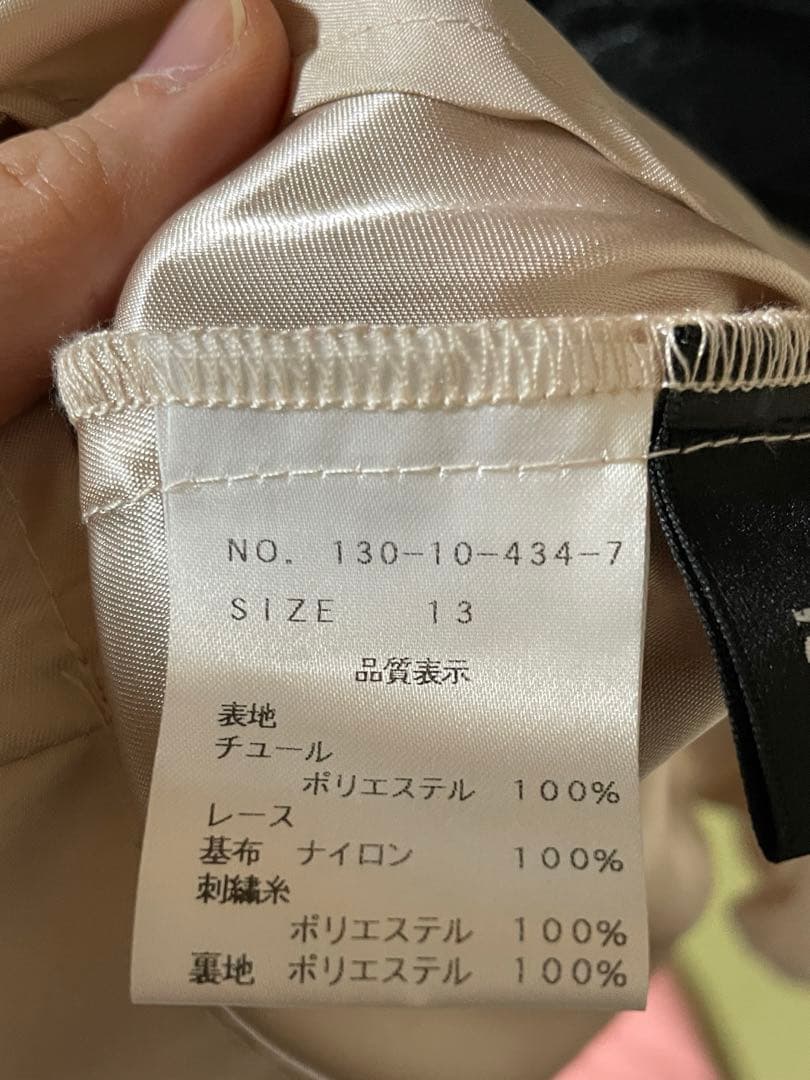 NO. 130-10-434-7
SIZE 13
品質表示
表地
チュール
ポリエステル 100%
レース
基布 ナイロン 100%
刺繍糸
ポリエステル 100%
裏地 ポリエステル 100%